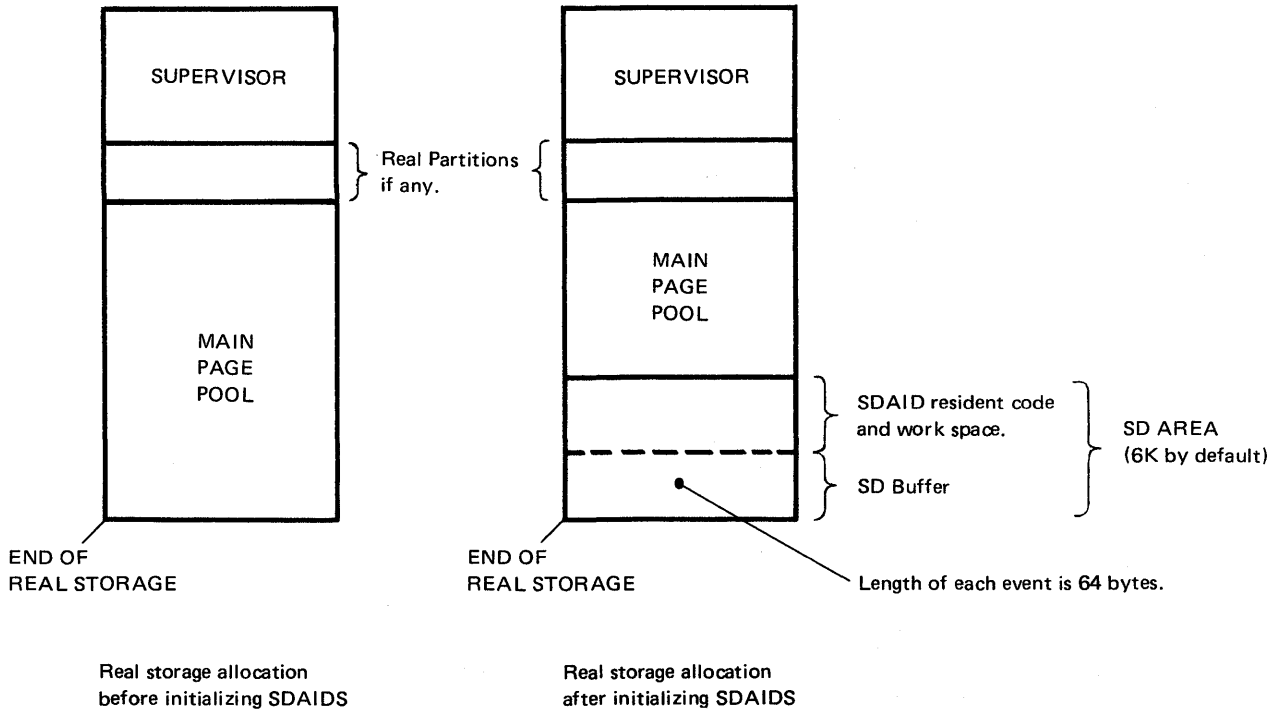 SUPERVISOR
SUPERVISOR
Real Partitions
if any.
MAIN
PAGE
POOL
MAIN
PAGE
POOL
SDAID resident code
and work space.
SD AREA
(6K by default)
SD Buffer
END OF
REAL STORAGE
END OF
REAL STORAGE
Length of each event is 64 bytes.
Real storage allocation
before initializing SDAIDS
Real storage allocation
after initializing SDAIDS